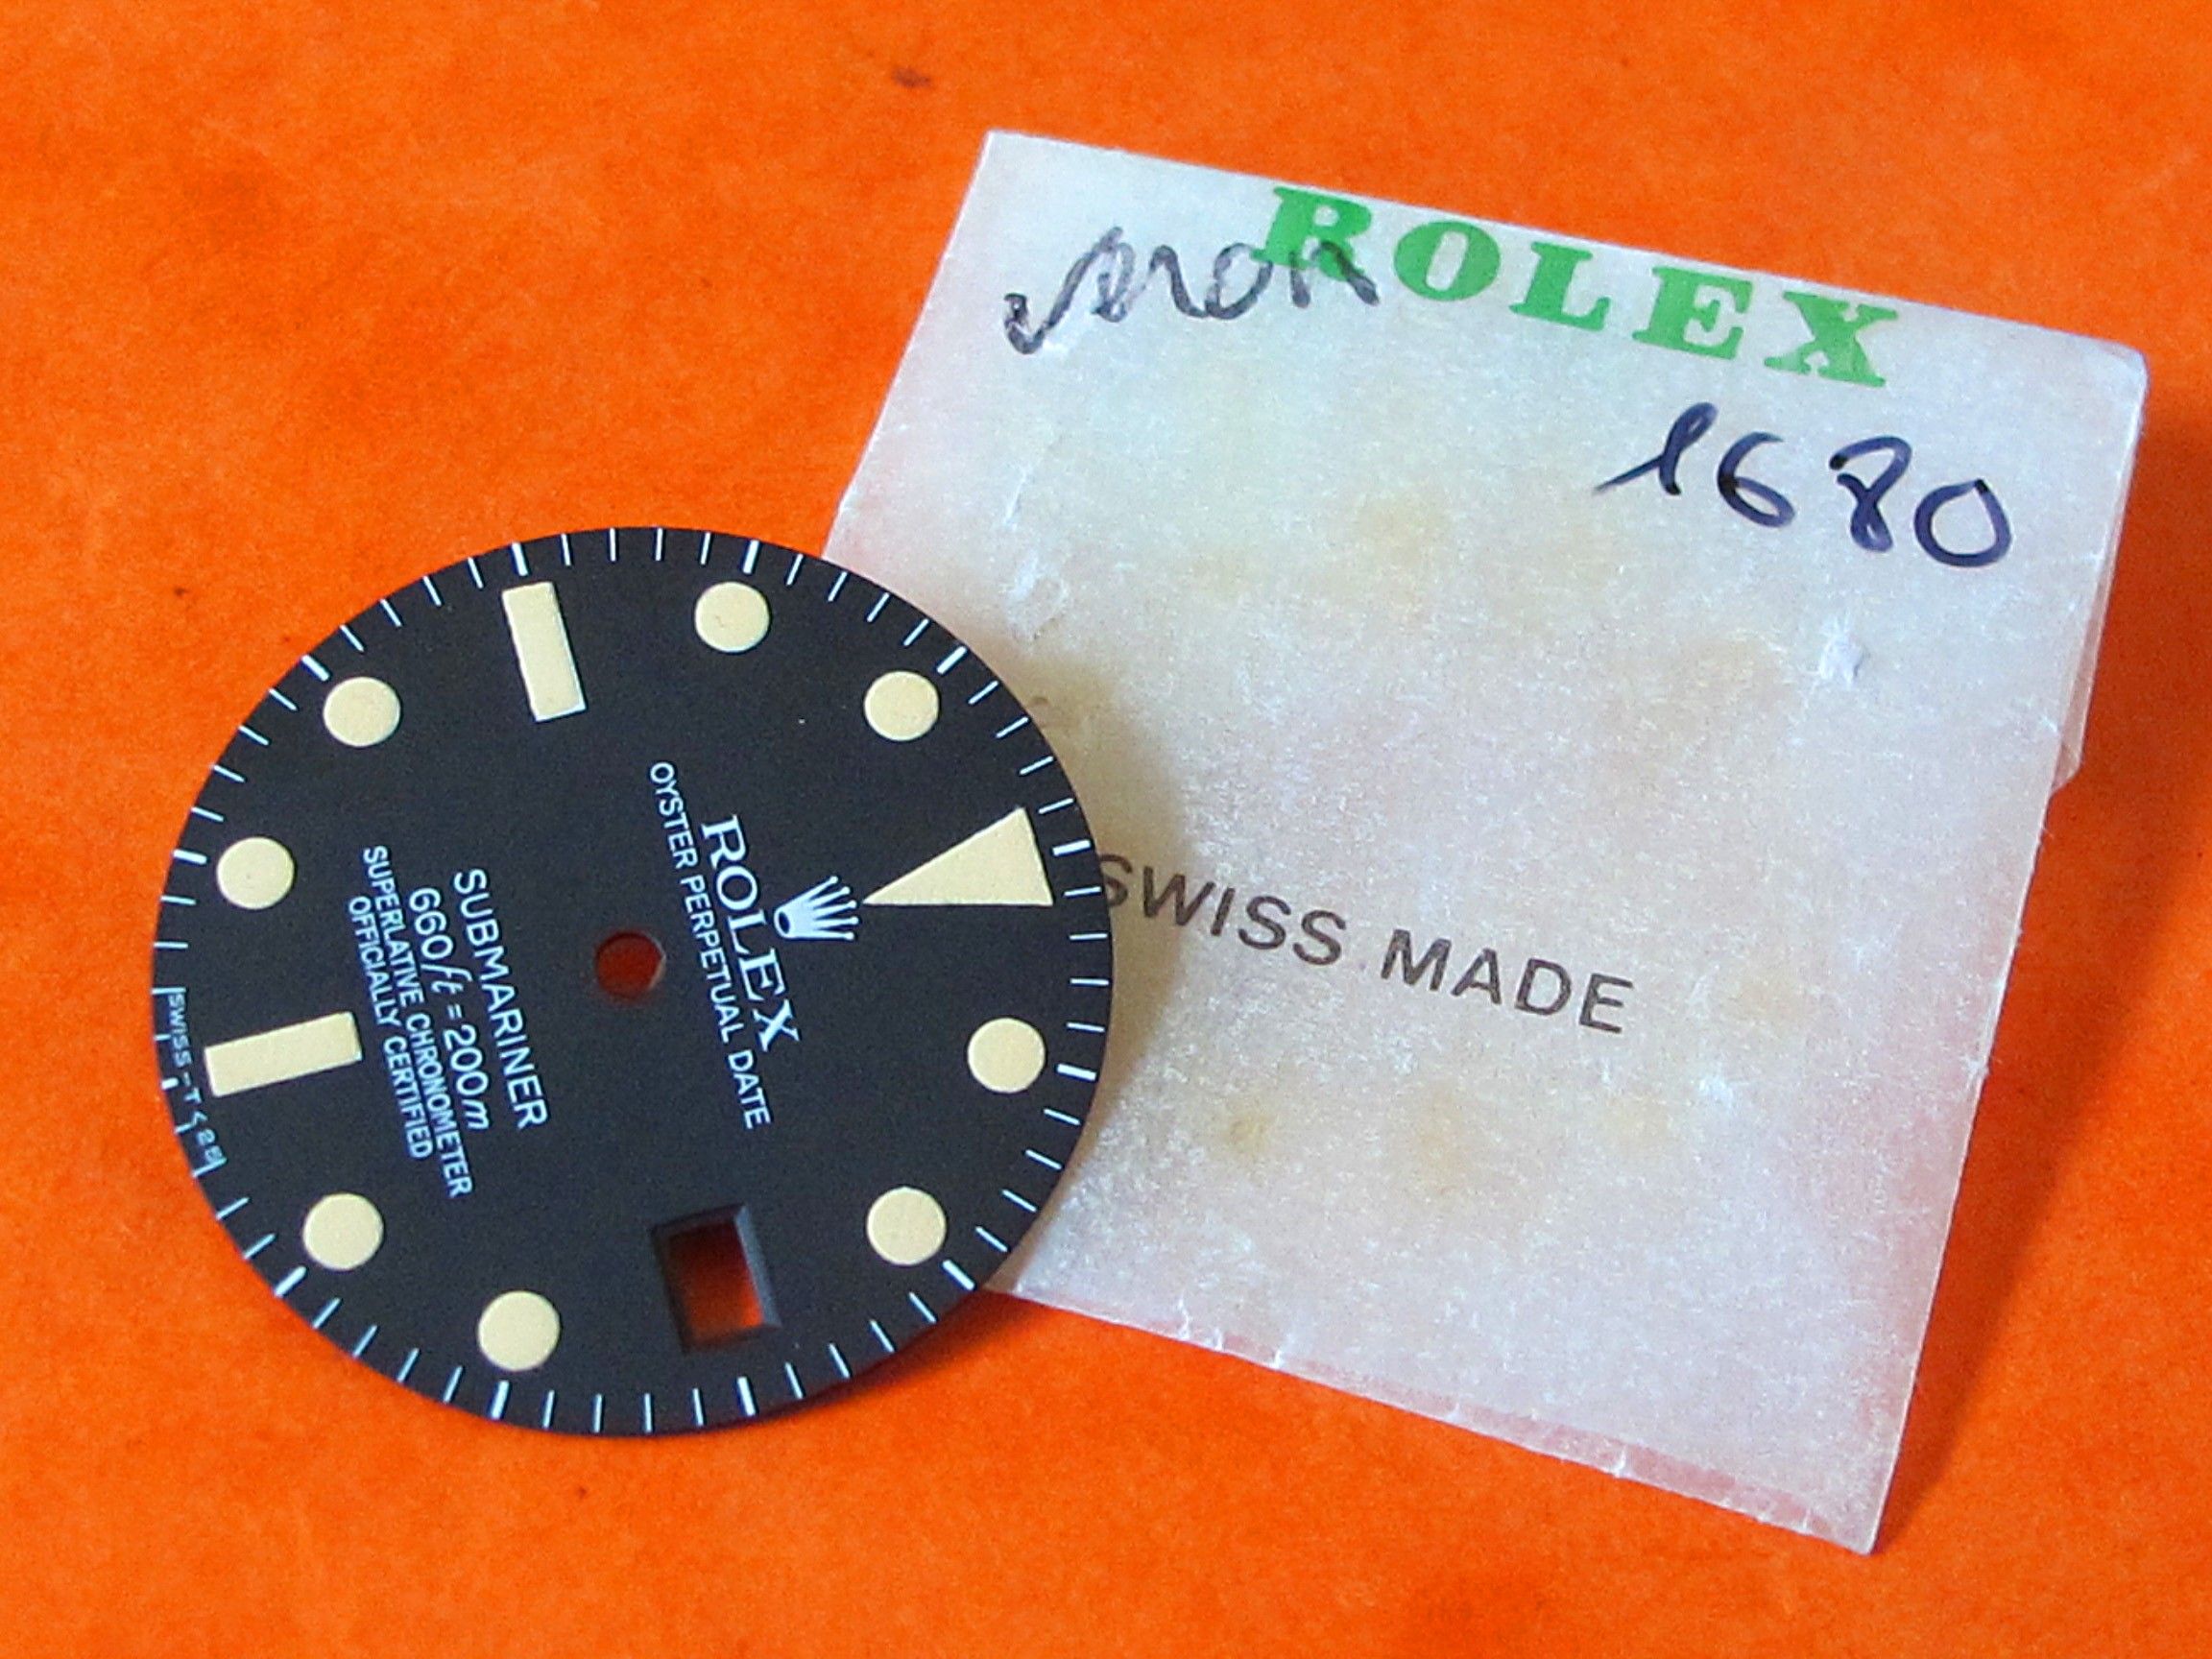 ROLEX
OYSTER PERPETUAL DATE
SUBMARINER
660ft = 200m
SUPERLATIVE CHRONOMETER
OFFICIALLY CERTIFIED
SWISS - T < 25
ROLEX
1680
SWISS MADE